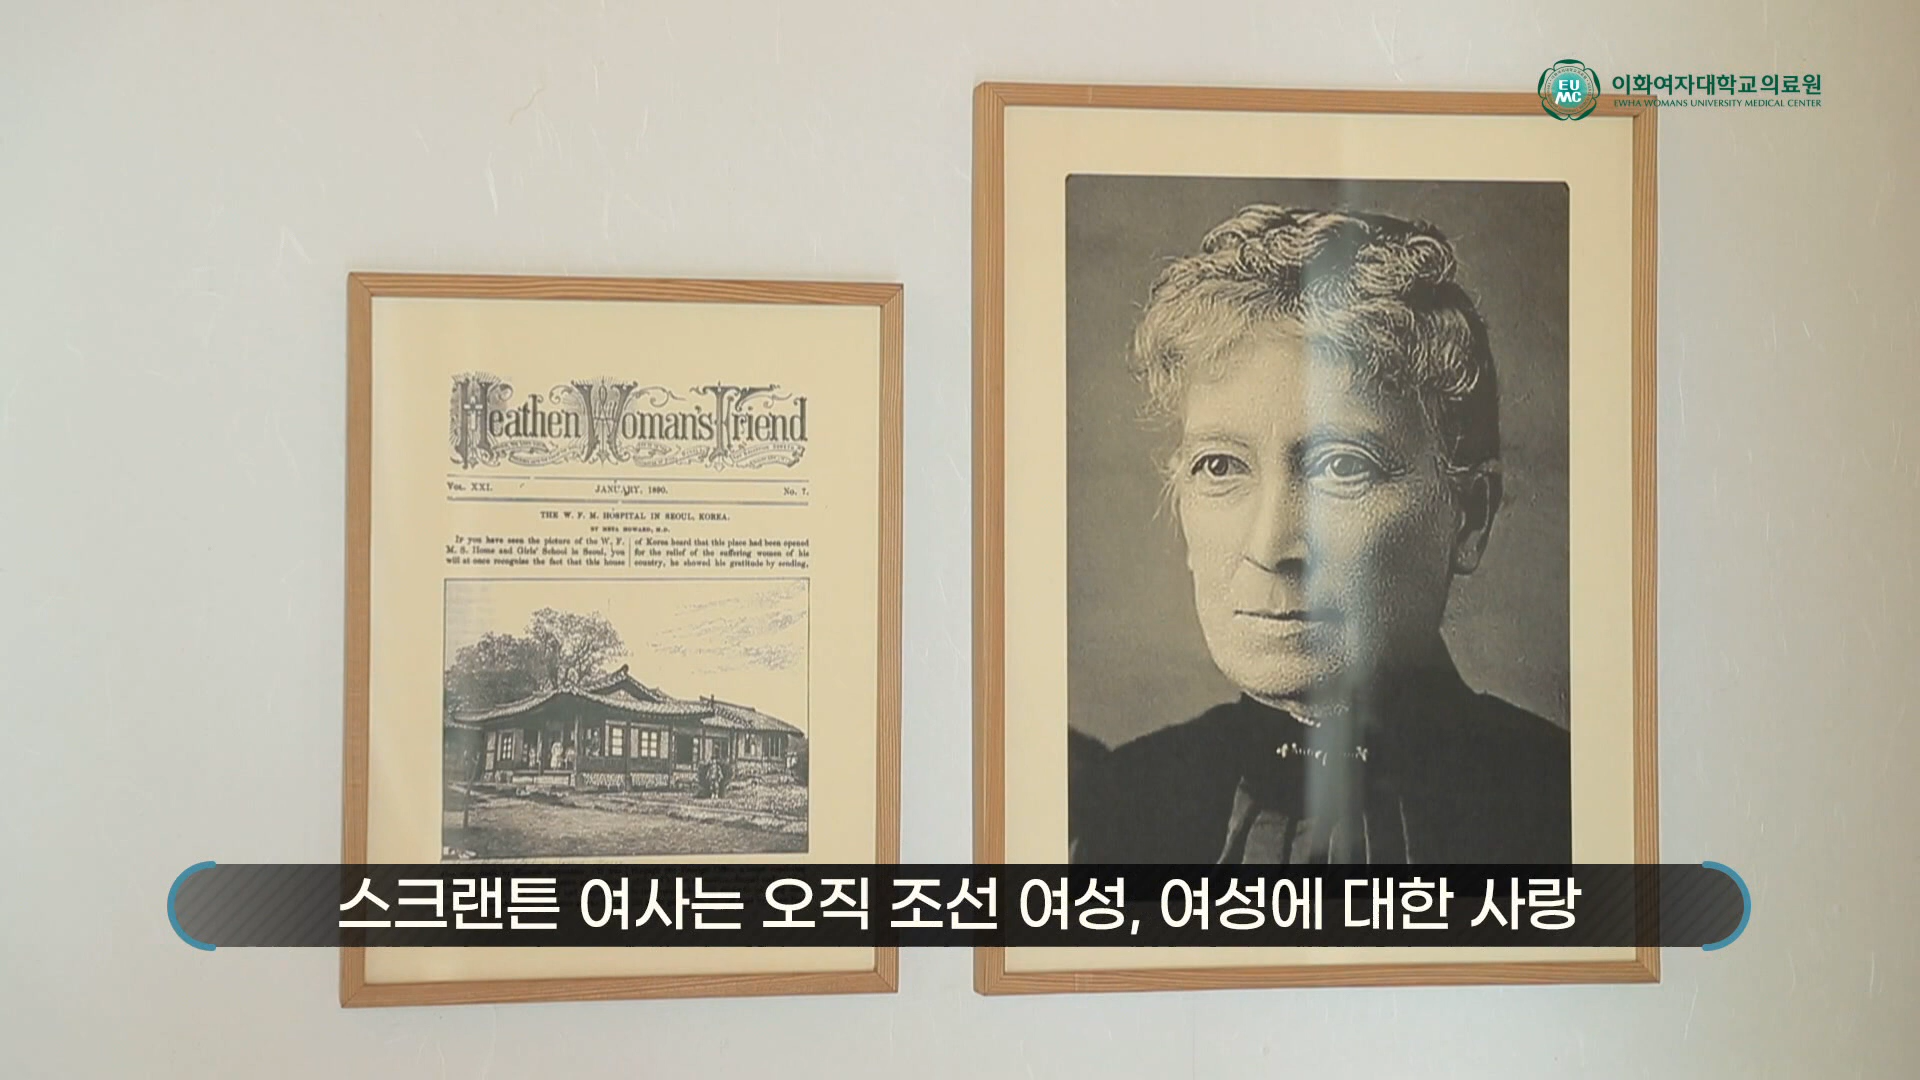 EU
MC
이화여자대학교의료원
EWHA WOMANS UNIVERSITY MEDICAL CENTER
Heathen Woman's Friend
VOL. XXI.
JANUARY, 1890.
No. 7.
THE W. F. M. HOSPITAL IN SEOUL, KOREA.
BY META HOWARD, M.D.
If you have seen the picture of the W. F.
M. S. Home and Girls' School in Seoul, you
will at once recognize the fact that this house
of Korea heard that this place had been opened
for the relief of the suffering women of his
country, he showed his gratitude by sending,
스크랜튼 여사는 오직 조선 여성, 여성에 대한 사랑